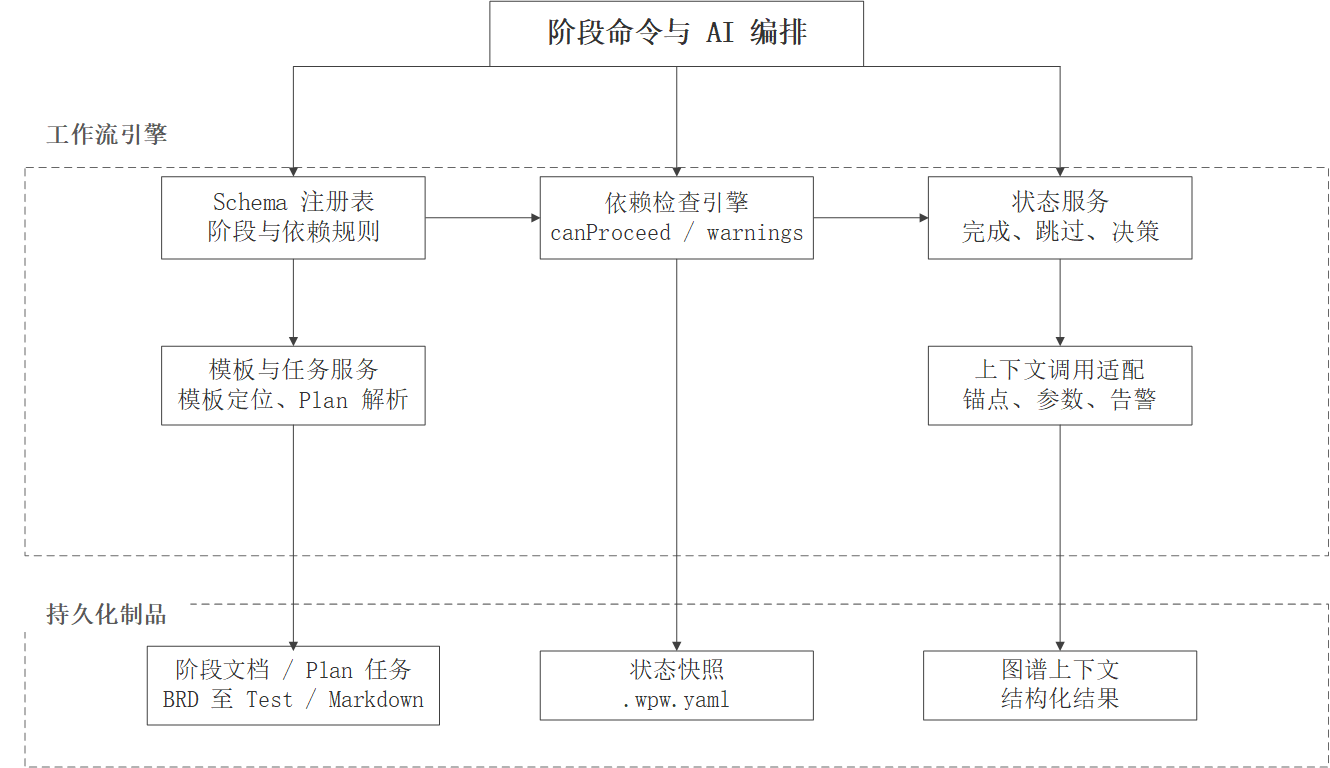 阶段命令与 AI 编排
工作流引擎
Schema 注册表
阶段与依赖规则
依赖检查引擎
canProceed / warnings
状态服务
完成、跳过、决策
模板与任务服务
模板定位、Plan 解析
上下文调用适配
锚点、参数、告警
持久化制品
阶段文档 / Plan 任务
BRD 至 Test / Markdown
状态快照
.wpw.yaml
图谱上下文
结构化结果